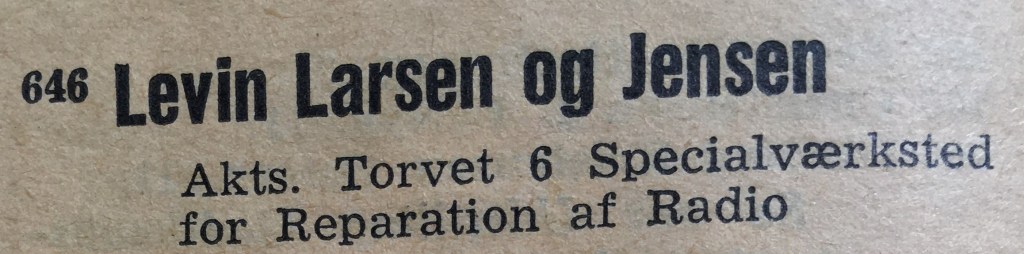 646 Levin Larsen og Jensen
Akts. Torvet 6 Specialværksted
for Reparation af Radio